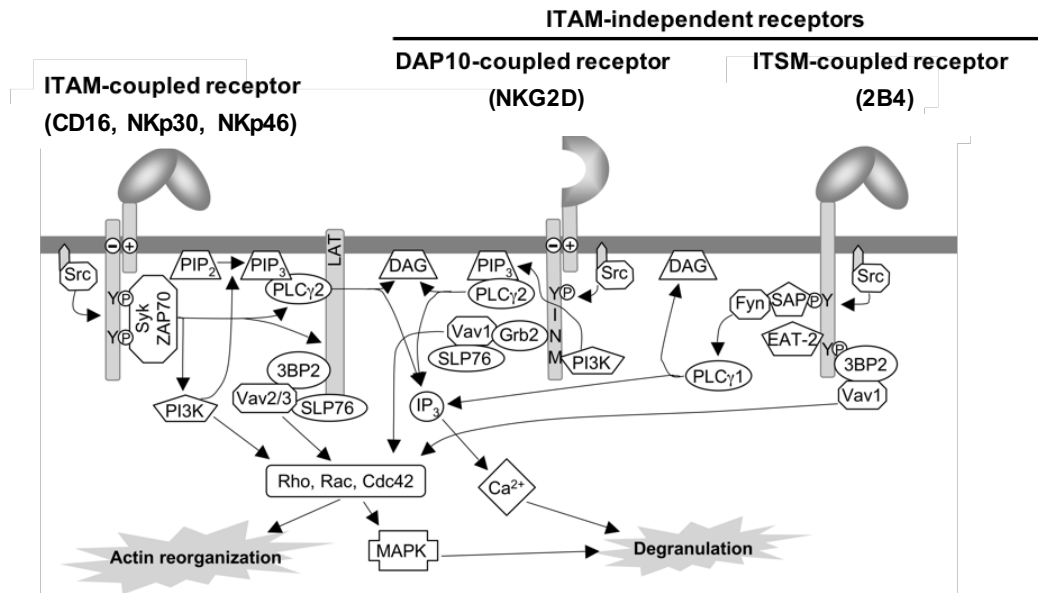 ITAM-independent receptors
ITAM-coupled receptor
(CD16, NKp30, NKp46)
DAP10-coupled receptor
(NKG2D)
ITSM-coupled receptor
(2B4)
− +
Src
Y P
Y P
Syk
ZAP70
PIP2
PIP3
PLCγ2
LAT
DAG
PIP3
PLCγ2
− +
Src
Y P
I
N
M
Vav1
Grb2
SLP76
PI3K
DAG
Src
Fyn
SAP
P Y
EAT-2
Y P
3BP2
Vav1
PLCγ1
3BP2
Vav2/3
SLP76
PI3K
IP3
Rho, Rac, Cdc42
Ca2+
Actin reorganization
MAPK
Degranulation